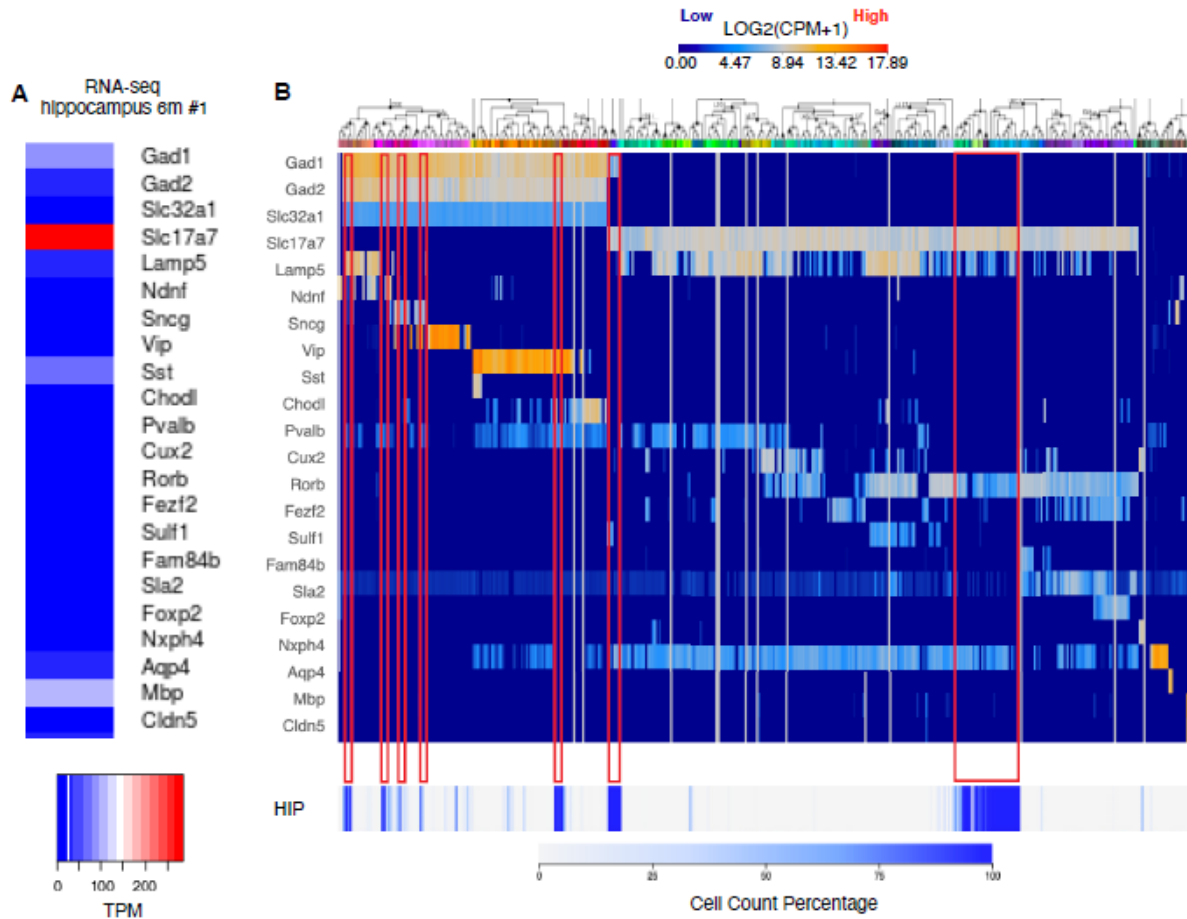 Low
High
LOG2(CPM+1)
0.00 4.47 8.94 13.42 17.89
A
RNA-seq
hippocampus 6m #1
B
Gad1
Gad2
Slc32a1
Slc17a7
Lamp5
Ndnf
Sncg
Vip
Sst
Chodl
Pvalb
Cux2
Rorb
Fezf2
Sulf1
Fam84b
Sla2
Foxp2
Nxph4
Aqp4
Mbp
Cldn5
0 100 200
TPM
Gad1
Gad2
Slc32a1
Slc17a7
Lamp5
Ndnf
Sncg
Vip
Sst
Chodl
Pvalb
Cux2
Rorb
Fezf2
Sulf1
Fam84b
Sla2
Foxp2
Nxph4
Aqp4
Mbp
Cldn5
HIP
0 25 50 75 100
Cell Count Percentage